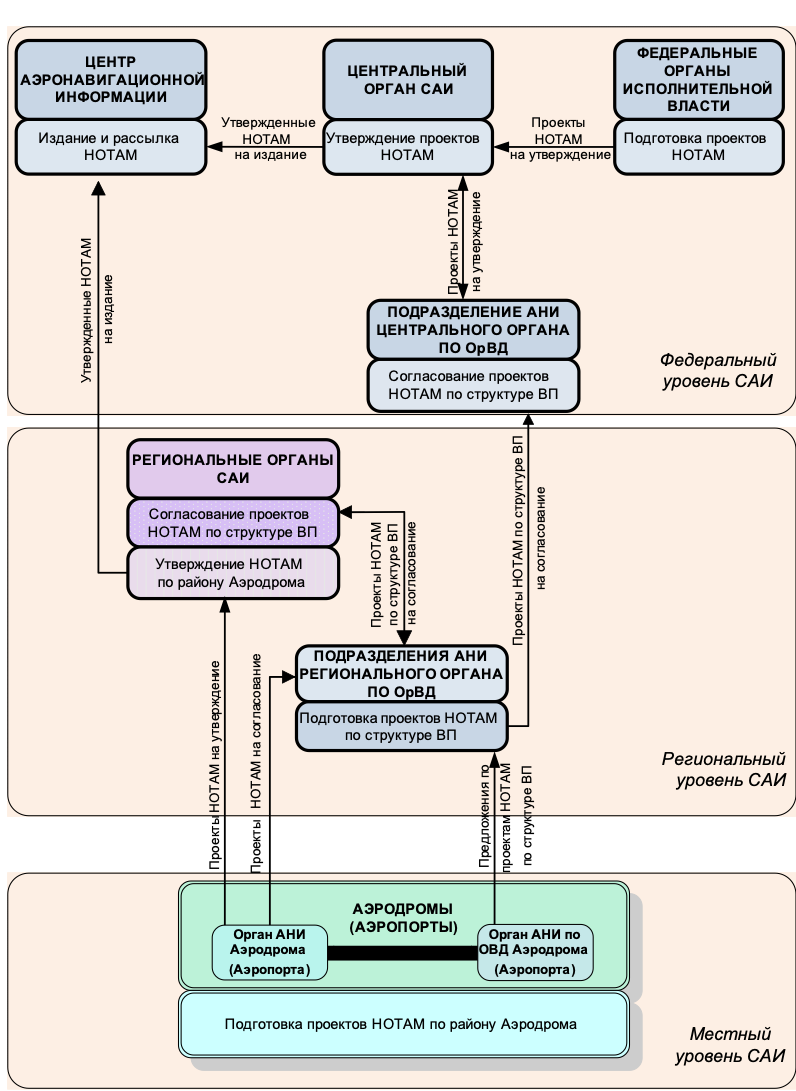 ЦЕНТР
АЭРОНАВИГАЦИОННОЙ
ИНФОРМАЦИИ
Издание и рассылка
НОТАМ
Утвержденные
НОТАМ
на издание
ЦЕНТРАЛЬНЫЙ
ОРГАН САИ
Утверждение проектов
НОТАМ
Проекты
НОТАМ
на утверждение
ФЕДЕРАЛЬНЫЕ
ОРГАНЫ
ИСПОЛНИТЕЛЬНОЙ
ВЛАСТИ
Подготовка проектов
НОТАМ
Утвержденные НОТАМ
на издание
Проекты НОТАМ
на утверждение
ПОДРАЗДЕЛЕНИЕ АНИ
ЦЕНТРАЛЬНОГО ОРГАНА
ПО ОрВД
Согласование проектов
НОТАМ по структуре ВП
Федеральный
уровень САИ
РЕГИОНАЛЬНЫЕ ОРГАНЫ
САИ
Согласование проектов
НОТАМ по структуре ВП
Утверждение НОТАМ
по району Аэродрома
Проекты НОТАМ
по структуре ВП
на согласование
Проекты НОТАМ по структуре ВП
на согласование
ПОДРАЗДЕЛЕНИЯ АНИ
РЕГИОНАЛЬНОГО ОРГАНА
ПО ОрВД
Подготовка проектов НОТАМ
по структуре ВП
Региональный
уровень САИ
Проекты НОТАМ на утверждение
Проекты НОТАМ на согласование
Предложения по
проектам НОТАМ
по структуре ВП
АЭРОДРОМЫ
(АЭРОПОРТЫ)
Орган АНИ
Аэродрома
(Аэропорта)
Орган АНИ по
ОВД Аэродрома
(Аэропорта)
Подготовка проектов НОТАМ по району Аэродрома
Местный
уровень САИ